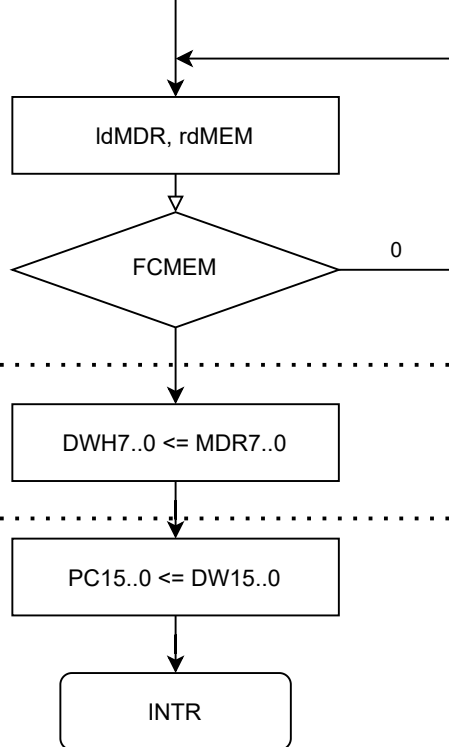 ldMDR, rdMEM
FCMEM
0
DWH7..0 <= MDR7..0
PC15..0 <= DW15..0
INTR